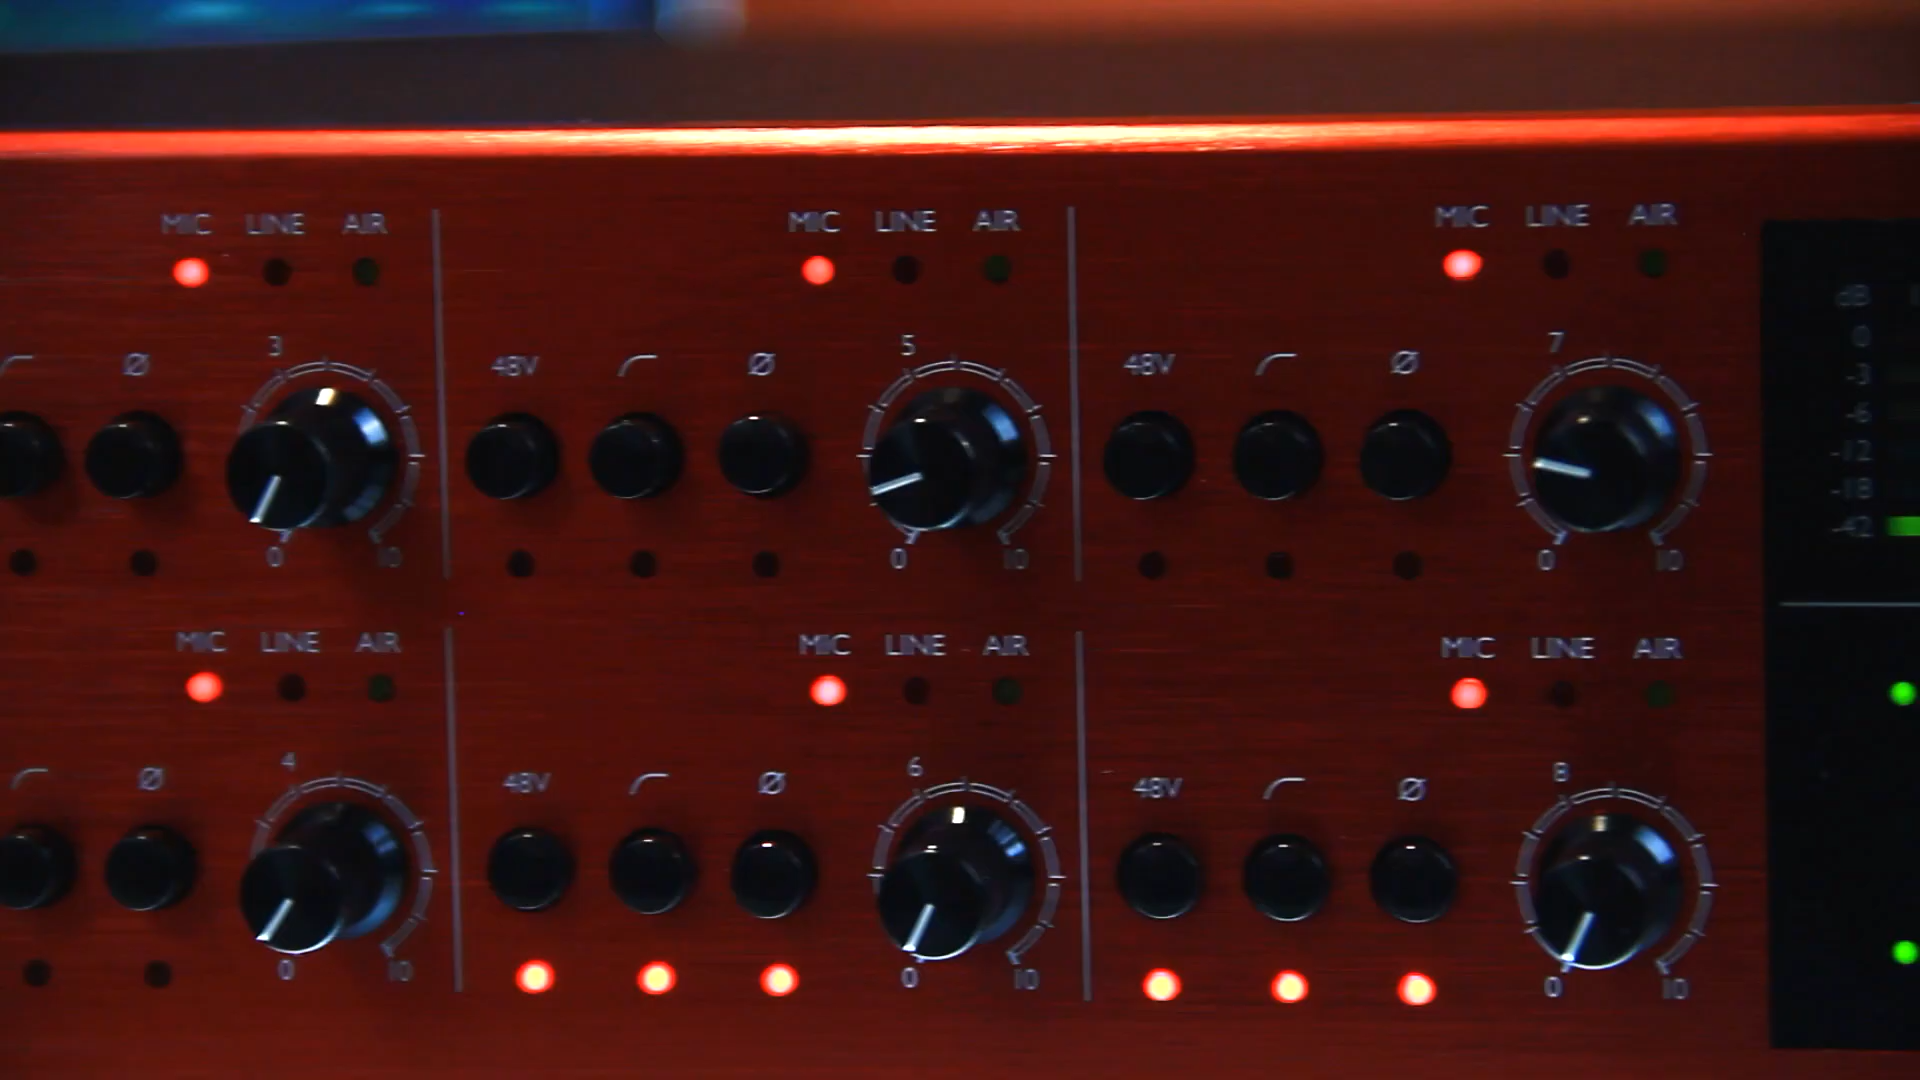 MIC LINE AIR
MIC LINE AIR
MIC LINE AIR
3
Ø
0
10
48V
Ø
5
0
10
48V
Ø
7
0
10
dB
0
-3
-6
-12
-18
-42
MIC LINE AIR
MIC LINE AIR
MIC LINE AIR
4
Ø
0
10
48V
Ø
6
0
10
48V
Ø
8
0
10